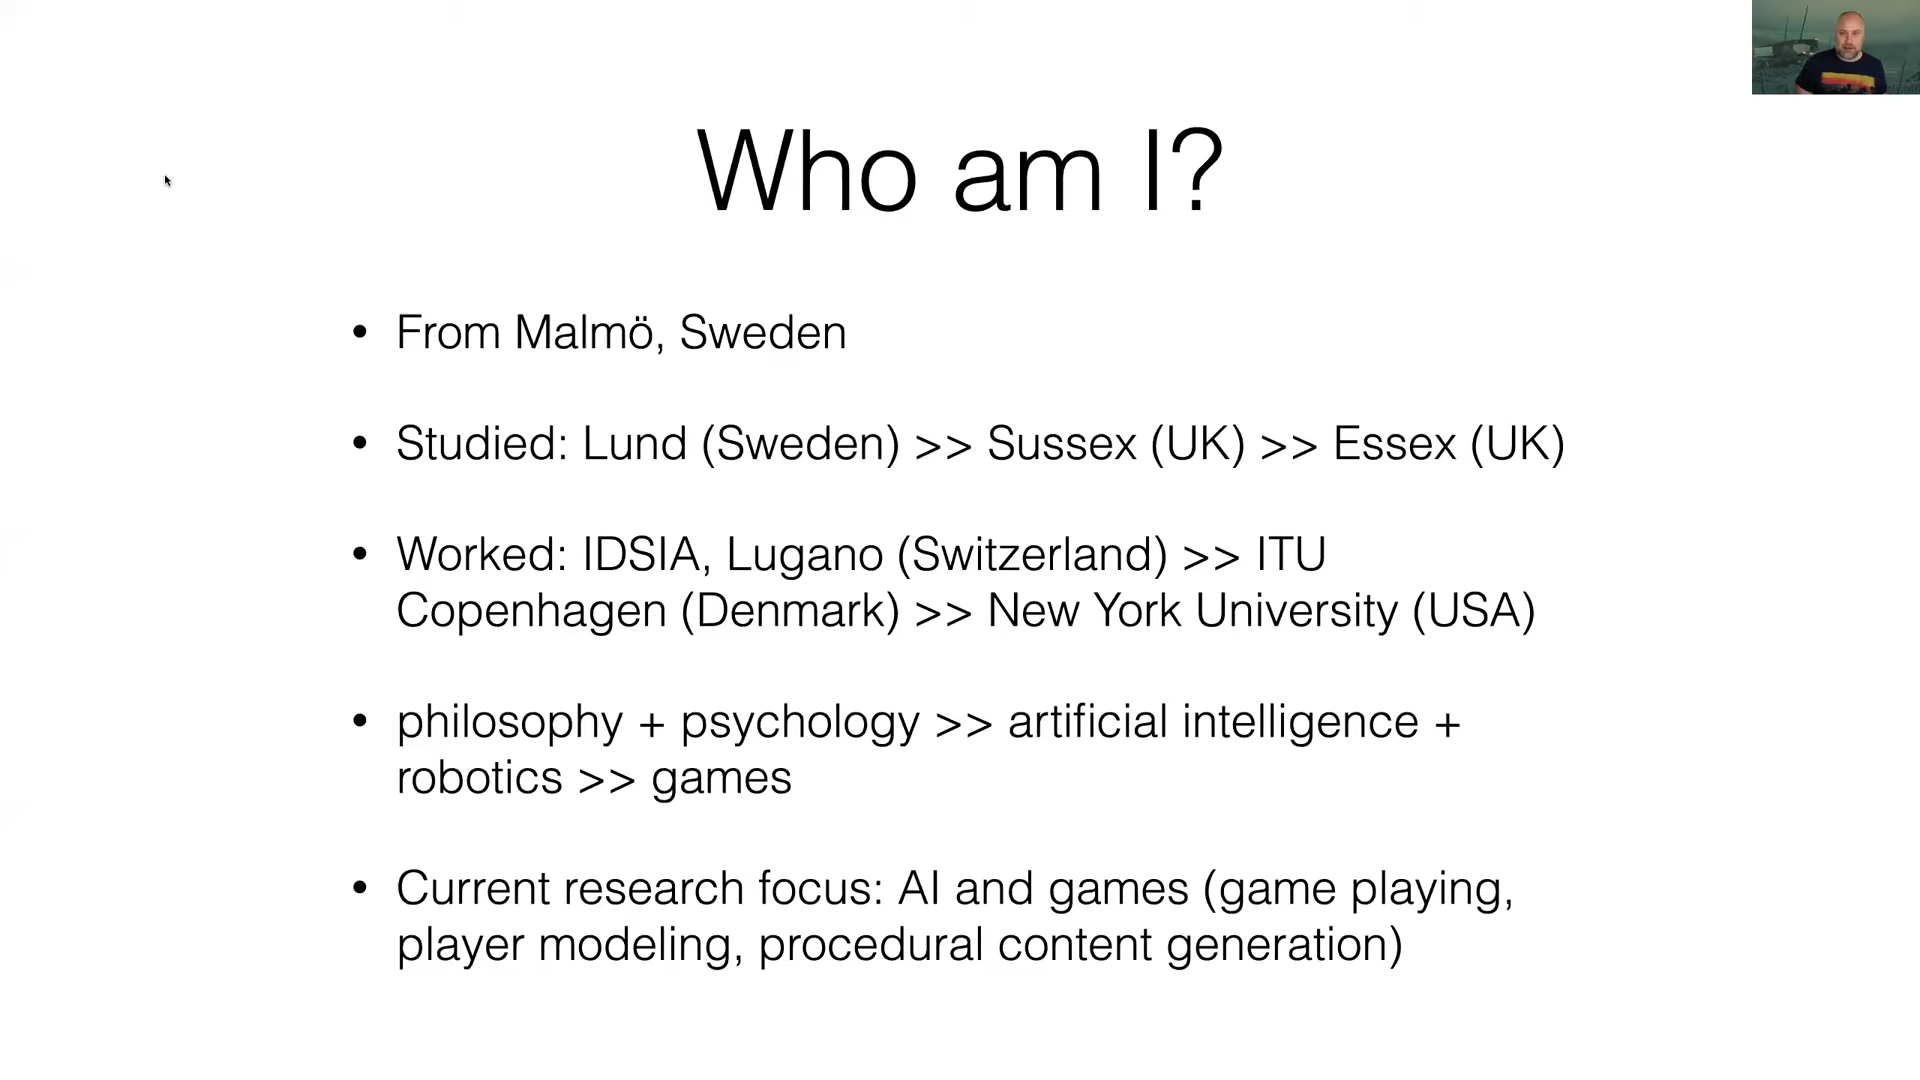 Who am I?
• From Malmö, Sweden
• Studied: Lund (Sweden) >> Sussex (UK) >> Essex (UK)
• Worked: IDSIA, Lugano (Switzerland) >> ITU
Copenhagen (Denmark) >> New York University (USA)
• philosophy + psychology >> artificial intelligence +
robotics >> games
• Current research focus: AI and games (game playing,
player modeling, procedural content generation)